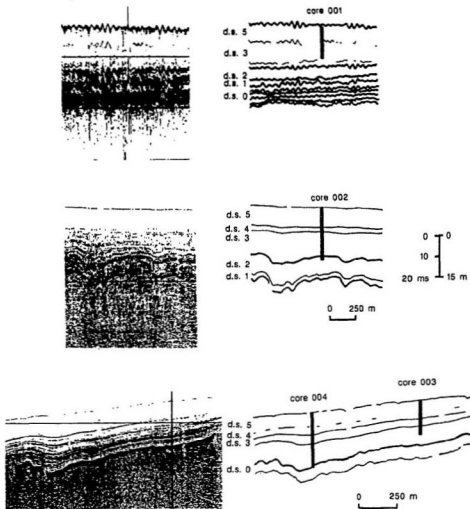 core 001
d.s. 5
d.s. 3
d.s. 2
d.s. 1
d.s. 0
core 002
d.s. 5
d.s. 4
d.s. 3
d.s. 2
d.s. 1
0 0
10
20 ms 15 m
0 250 m
core 004
core 003
d.s. 5
d.s. 4
d.s. 3
d.s. 0
0 250 m